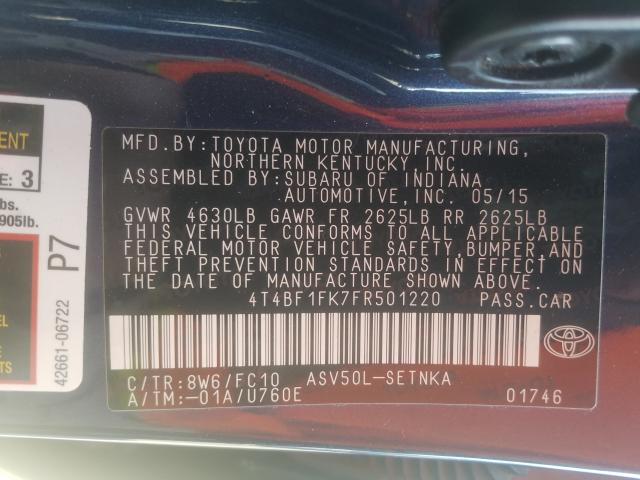 MFD.BY:TOYOTA MOTOR MANUFACTURING,
NORTHERN KENTUCKY,INC
ASSEMBLED BY:SUBARU OF INDIANA
AUTOMOTIVE,INC. 05/15
GVWR 4630LB GAWR FR 2625LB RR 2625LB
THIS VEHICLE CONFORMS TO ALL APPLICABLE
FEDERAL MOTOR VEHICLE SAFETY,BUMPER,AND
THEFT PREVENTION STANDARDS IN EFFECT ON
THE DATE OF MANUFACTURE SHOWN ABOVE.
4T4BF1FK7FR501220 PASS.CAR
C/TR:8W6/FC10 ASV50L-SETNKA
A/TM:-01A/U760E 01746
TOYOTA
E: 3
905lb.
P7
42661-06722